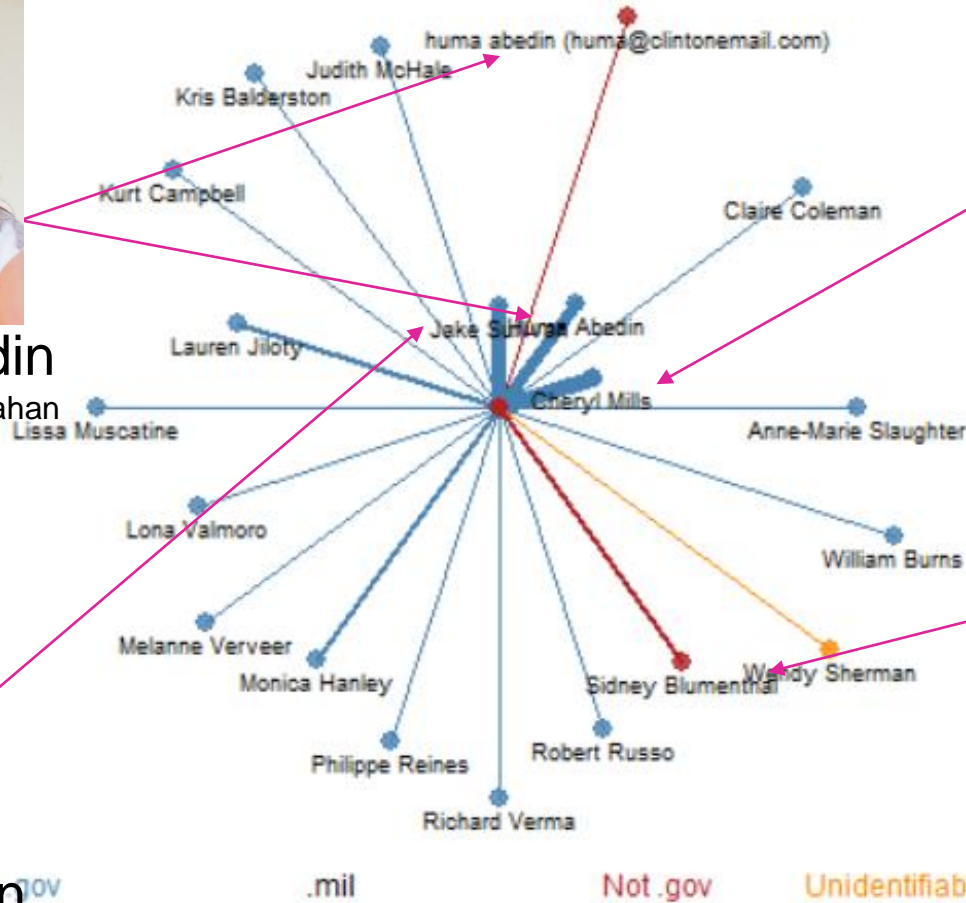 huma abedin (huma@clintonemail.com)
Judith McHale
Kris Balderston
Kurt Campbell
Claire Coleman
Jake Huma Abedin
Lauren Jiloty
din
ahan
Cheryl Mills
Lissa Muscatine
Anne-Marie Slaughter
Lona Valmoro
William Burns
Melanne Verveer
Monica Hanley
Sidney Blumenthal
Wendy Sherman
Philippe Reines
Robert Russo
Richard Verma
n
.gov
.mil
Not .gov
Unidentifiab